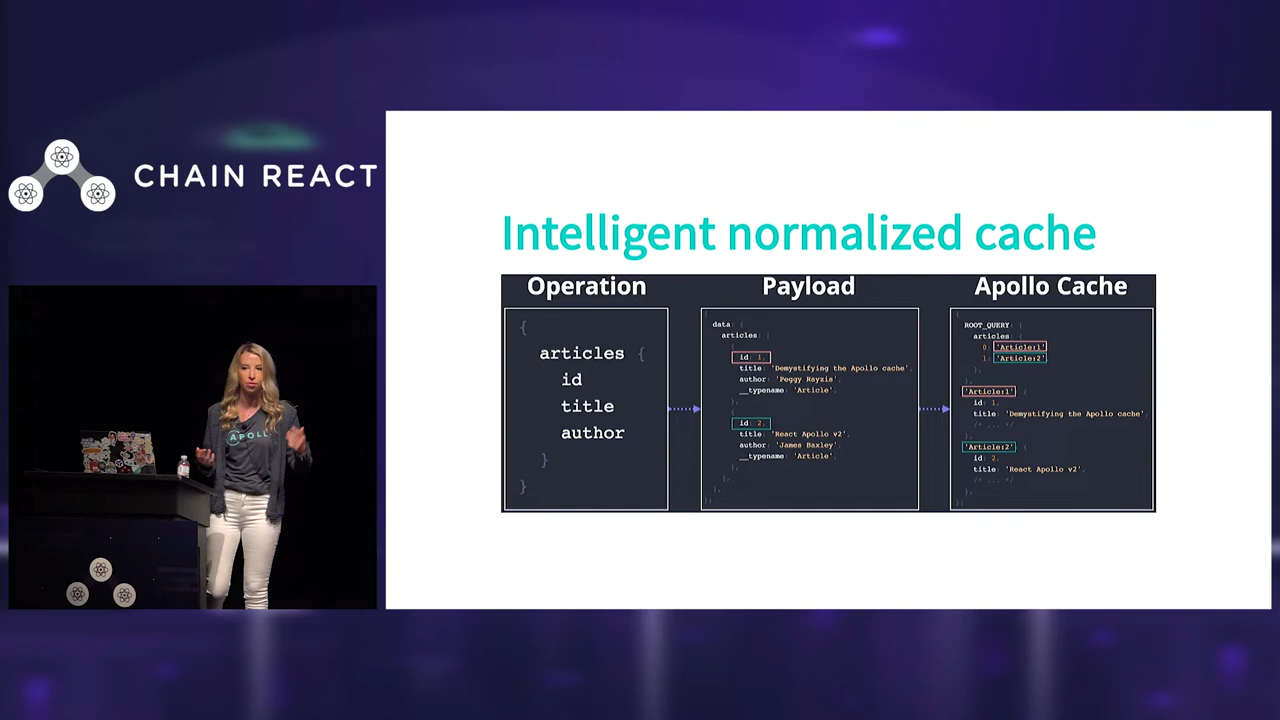 CHAIN REACT
Intelligent normalized cache
Operation
{
articles {
id
title
author
}
}
Payload
{
data: {
articles: [
{
id: 1,
title: 'Demystifying the Apollo cache',
author: 'Peggy Rayzis',
__typename: 'Article',
},
{
id: 2,
title: 'React Apollo v2',
author: 'James Baxley',
__typename: 'Article',
},
],
},
};
Apollo Cache
{
ROOT_QUERY: {
articles: {
0: 'Article:1'
1: 'Article:2'
},
},
'Article:1' {
id: 1,
title: 'Demystifying the Apollo cache',
/* ... */
},
'Article:2' {
id: 2,
title: 'React Apollo v2',
/* ... */
},
};
APOLLO